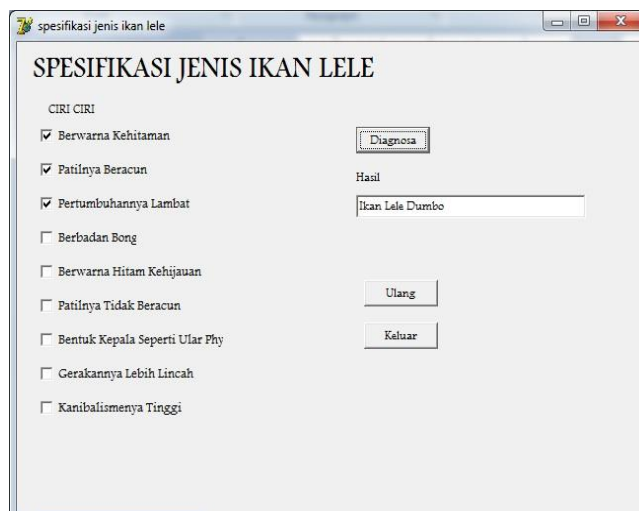 spesifikasi jenis ikan lele
SPESIFIKASI JENIS IKAN LELE
CIRI CIRI
Berwarna Kehitaman
Patilnya Beracun
Pertumbuhannya Lambat
Berbadan Bong
Berwarna Hitam Kehijauan
Patilnya Tidak Beracun
Bentuk Kepala Seperti Ular Phy
Gerakannya Lebih Lincah
Kanibalismenya Tinggi
Diagnosa
Hasil
Ikan Lele Dumbo
Ulang
Keluar